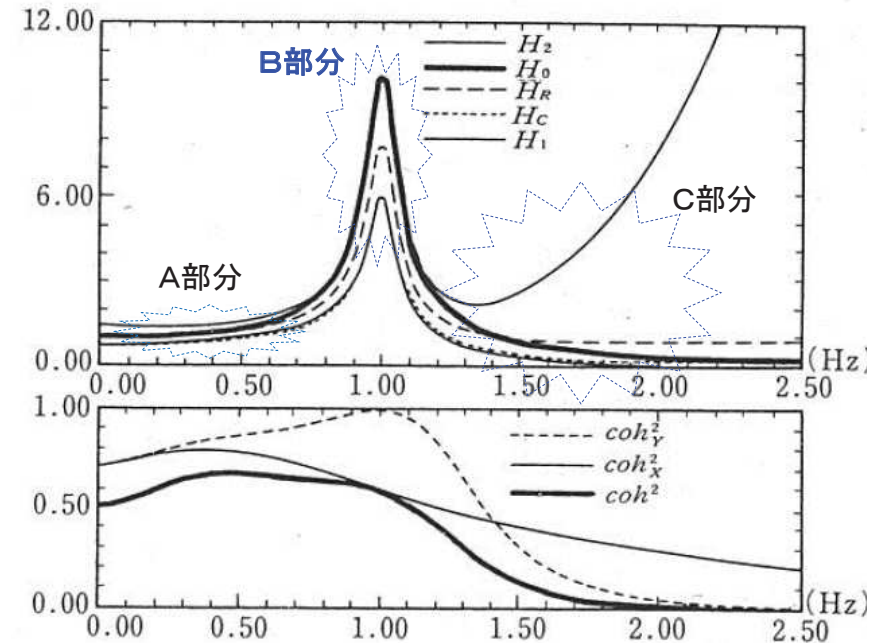 12.00
B部分
H₂
H₀
H_R
H_C
H₁
6.00
C部分
A部分
0.00
(Hz)
0.00 0.50 1.00 1.50 2.00 2.50
1.00
coh²_Y
coh²_X
0.50
coh²
0.00
(Hz)
0.00 0.50 1.00 1.50 2.00 2.50